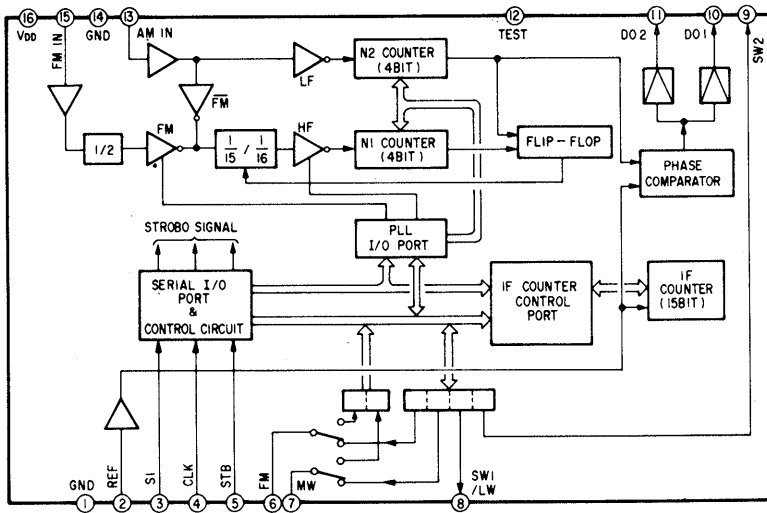 16 15 14 13 12 11 10 9
VDD
FM IN
GND
AM IN
TEST
DO2
DO1
SW2
LF
N2 COUNTER
(4BIT)
FM
1/2
FM
1/15 / 1/16
HF
N1 COUNTER
(4BIT)
FLIP-FLOP
PHASE
COMPARATOR
STROBO SIGNAL
PLL
I/O PORT
SERIAL I/O
PORT
&
CONTROL CIRCUIT
IF COUNTER
CONTROL
PORT
IF
COUNTER
(15BIT)
GND
REF
SI
CLK
STB
FM
MW
SW1
/LW
1 2 3 4 5 6 7 8